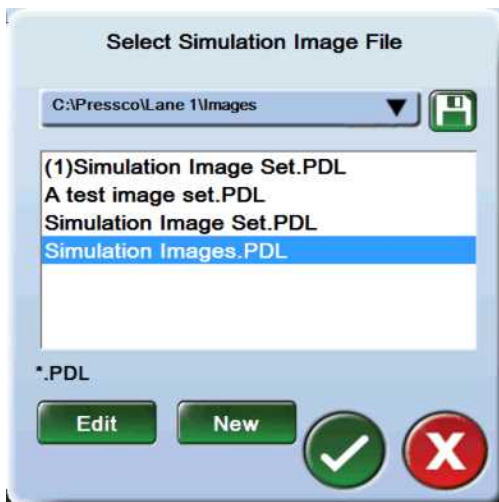 Select Simulation Image File
C:\Pressco\Lane 1\Images
(1)Simulation Image Set.PDL
A test image set.PDL
Simulation Image Set.PDL
Simulation Images.PDL
*.PDL
Edit
New